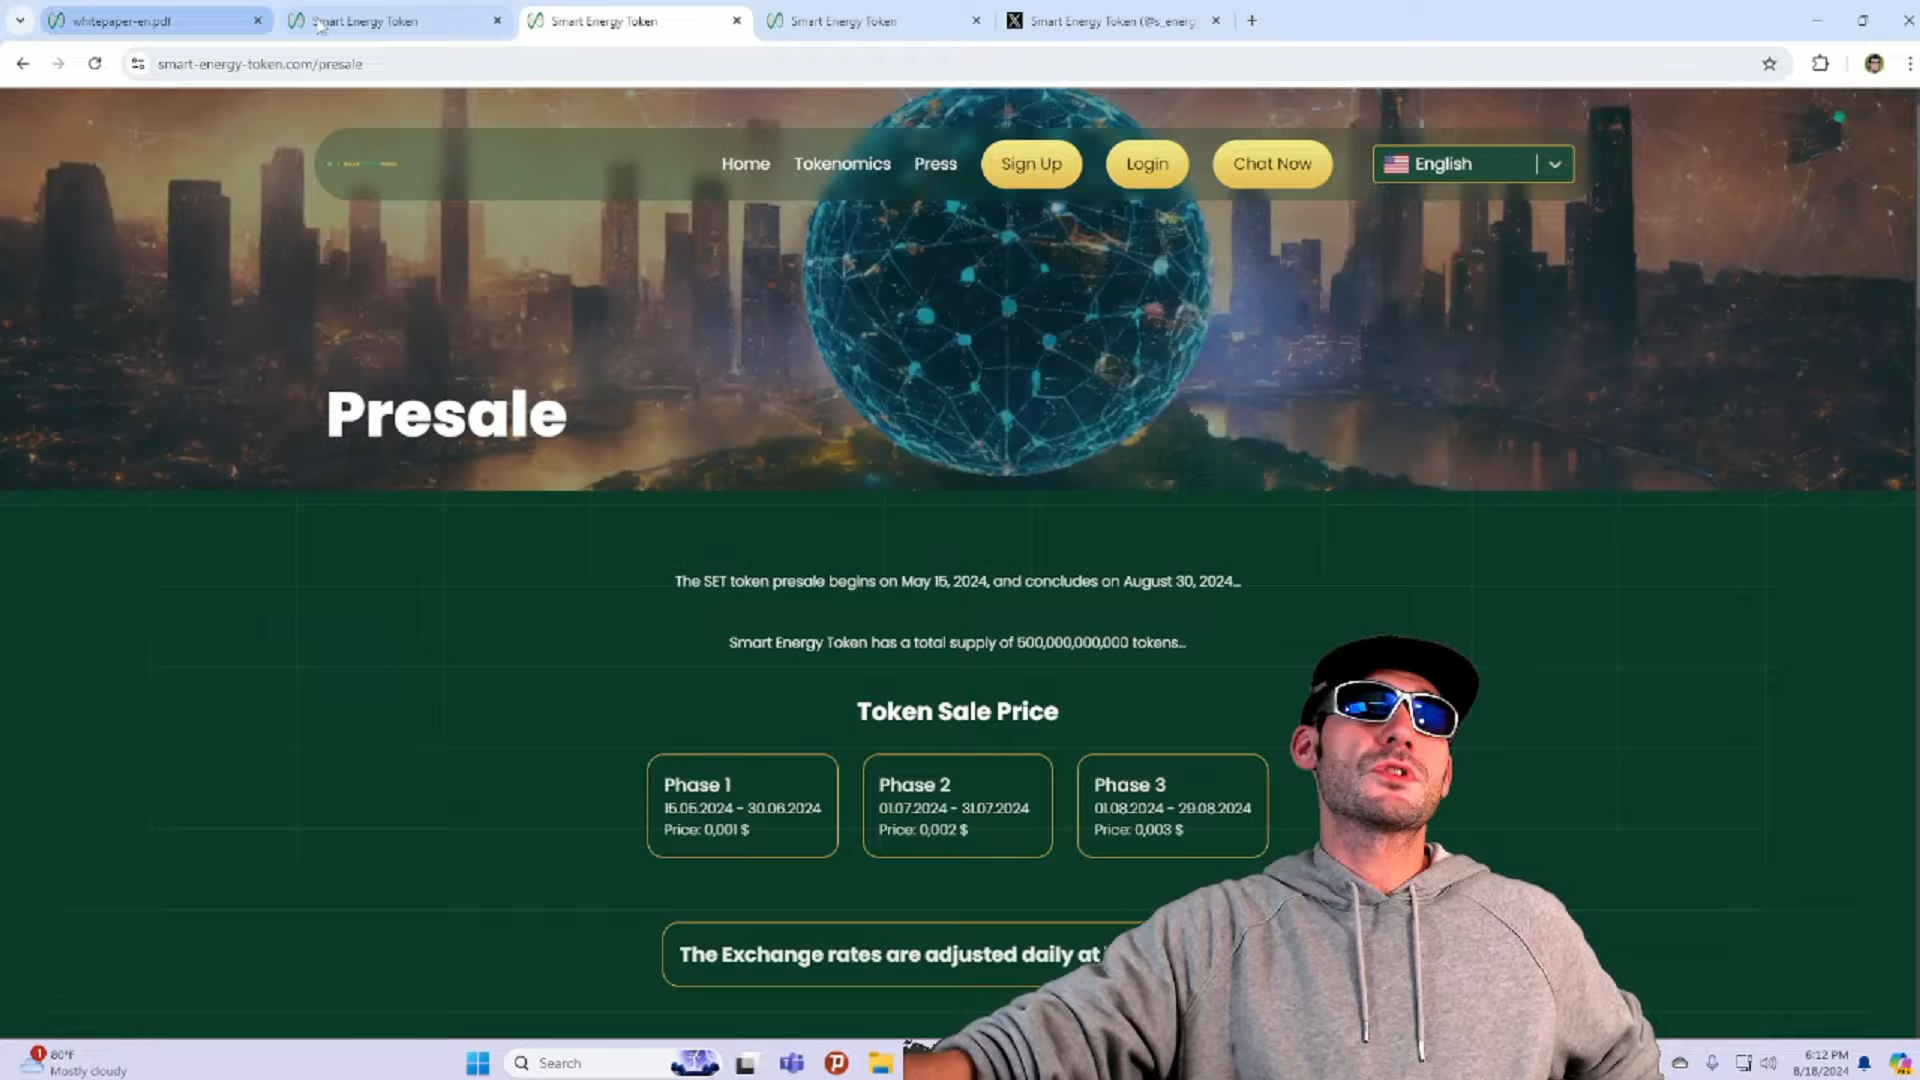 whitepaper-en.pdf
Smart Energy Token
Smart Energy Token
Smart Energy Token
Smart Energy Token (@s_energ
smart-energy-token.com/presale
Home
Tokenomics
Press
Sign Up
Login
Chat Now
English
Presale
The SET token presale begins on May 15, 2024, and concludes on August 30, 2024...
Smart Energy Token has a total supply of 500,000,000,000 tokens...
Token Sale Price
Phase 1
15.05.2024 - 30.06.2024
Price: 0,001 $
Phase 2
01.07.2024 - 31.07.2024
Price: 0,002 $
Phase 3
01.08.2024 - 29.08.2024
Price: 0,003 $
The Exchange rates are adjusted daily at
1
80°F
Mostly cloudy
Search
6:12 PM
8/18/2024